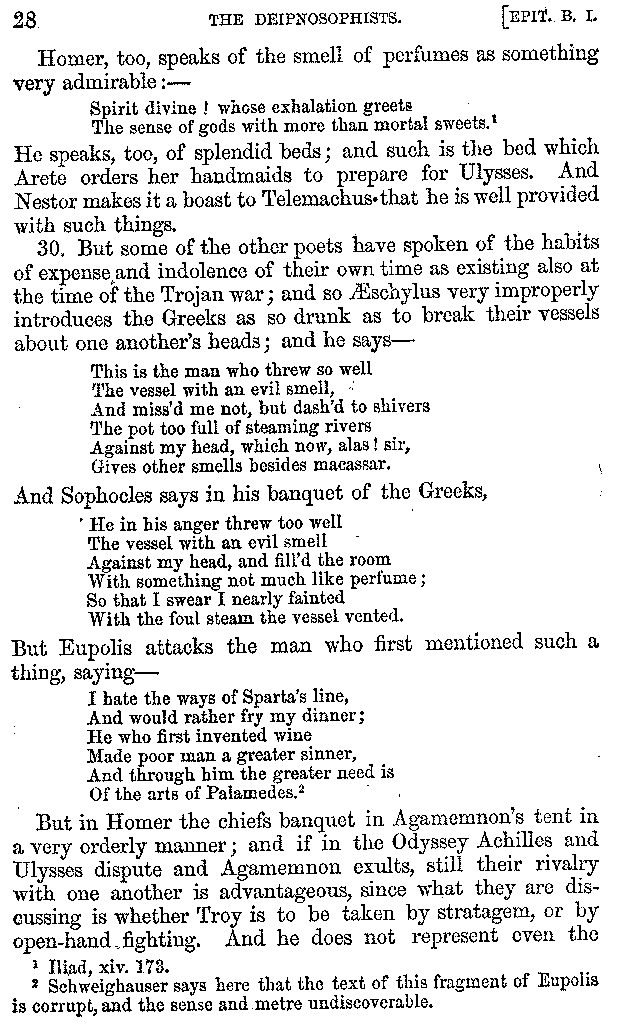 28 THE DEIPNOSOPHISTS. [EPIT. B. I.
Homer, too, speaks of the smell of perfumes as something
very admirable :—
Spirit divine ! whose exhalation greets
The sense of gods with more than mortal sweets.¹
He speaks, too, of splendid beds; and such is the bed which
Arete orders her handmaids to prepare for Ulysses. And
Nestor makes it a boast to Telemachus that he is well provided
with such things.
30. But some of the other poets have spoken of the habits
of expense and indolence of their own time as existing also at
the time of the Trojan war; and so Æschylus very improperly
introduces the Greeks as so drunk as to break their vessels
about one another's heads; and he says—
This is the man who threw so well
The vessel with an evil smell,
And miss'd me not, but dash'd to shivers
The pot too full of steaming rivers
Against my head, which now, alas! sir,
Gives other smells besides macassar.
And Sophocles says in his banquet of the Greeks,
He in his anger threw too well
The vessel with an evil smell
Against my head, and fill'd the room
With something not much like perfume;
So that I swear I nearly fainted
With the foul steam the vessel vented.
But Eupolis attacks the man who first mentioned such a
thing, saying—
I hate the ways of Sparta's line,
And would rather fry my dinner;
He who first invented wine
Made poor man a greater sinner,
And through him the greater need is
Of the arts of Palamedes.²
But in Homer the chiefs banquet in Agamemnon's tent in
a very orderly manner; and if in the Odyssey Achilles and
Ulysses dispute and Agamemnon exults, still their rivalry
with one another is advantageous, since what they are dis-
cussing is whether Troy is to be taken by stratagem, or by
open-hand fighting. And he does not represent even the
¹ Iliad, xiv. 173.
² Schweighauser says here that the text of this fragment of Eupolis
is corrupt, and the sense and metre undiscoverable.